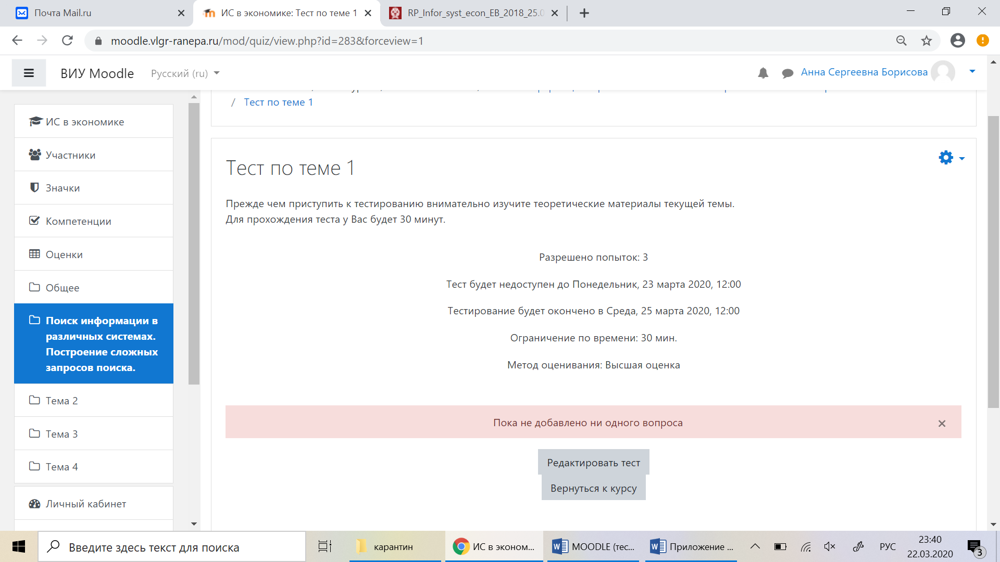 Почта Mail.ru
ИС в экономике: Тест по теме 1
RP_Infor_syst_econ_EB_2018_25.0
moodle.vlgr-ranepa.ru/mod/quiz/view.php?id=283&forceview=1
ВИУ Moodle
Русский (ru)
Анна Сергеевна Борисова
/ Тест по теме 1
ИС в экономике
Участники
Значки
Компетенции
Оценки
Общее
Поиск информации в
различных системах.
Построение сложных
запросов поиска.
Тема 2
Тема 3
Тема 4
Личный кабинет
Тест по теме 1
Прежде чем приступить к тестированию внимательно изучите теоретические материалы текущей темы.
Для прохождения теста у Вас будет 30 минут.
Разрешено попыток: 3
Тест будет недоступен до Понедельник, 23 марта 2020, 12:00
Тестирование будет окончено в Среда, 25 марта 2020, 12:00
Ограничение по времени: 30 мин.
Метод оценивания: Высшая оценка
Пока не добавлено ни одного вопроса
Редактировать тест
Вернуться к курсу
Введите здесь текст для поиска
карантин
ИС в эконом...
MOODLE (тес...
Приложение ...
РУС
23:40
22.03.2020
3